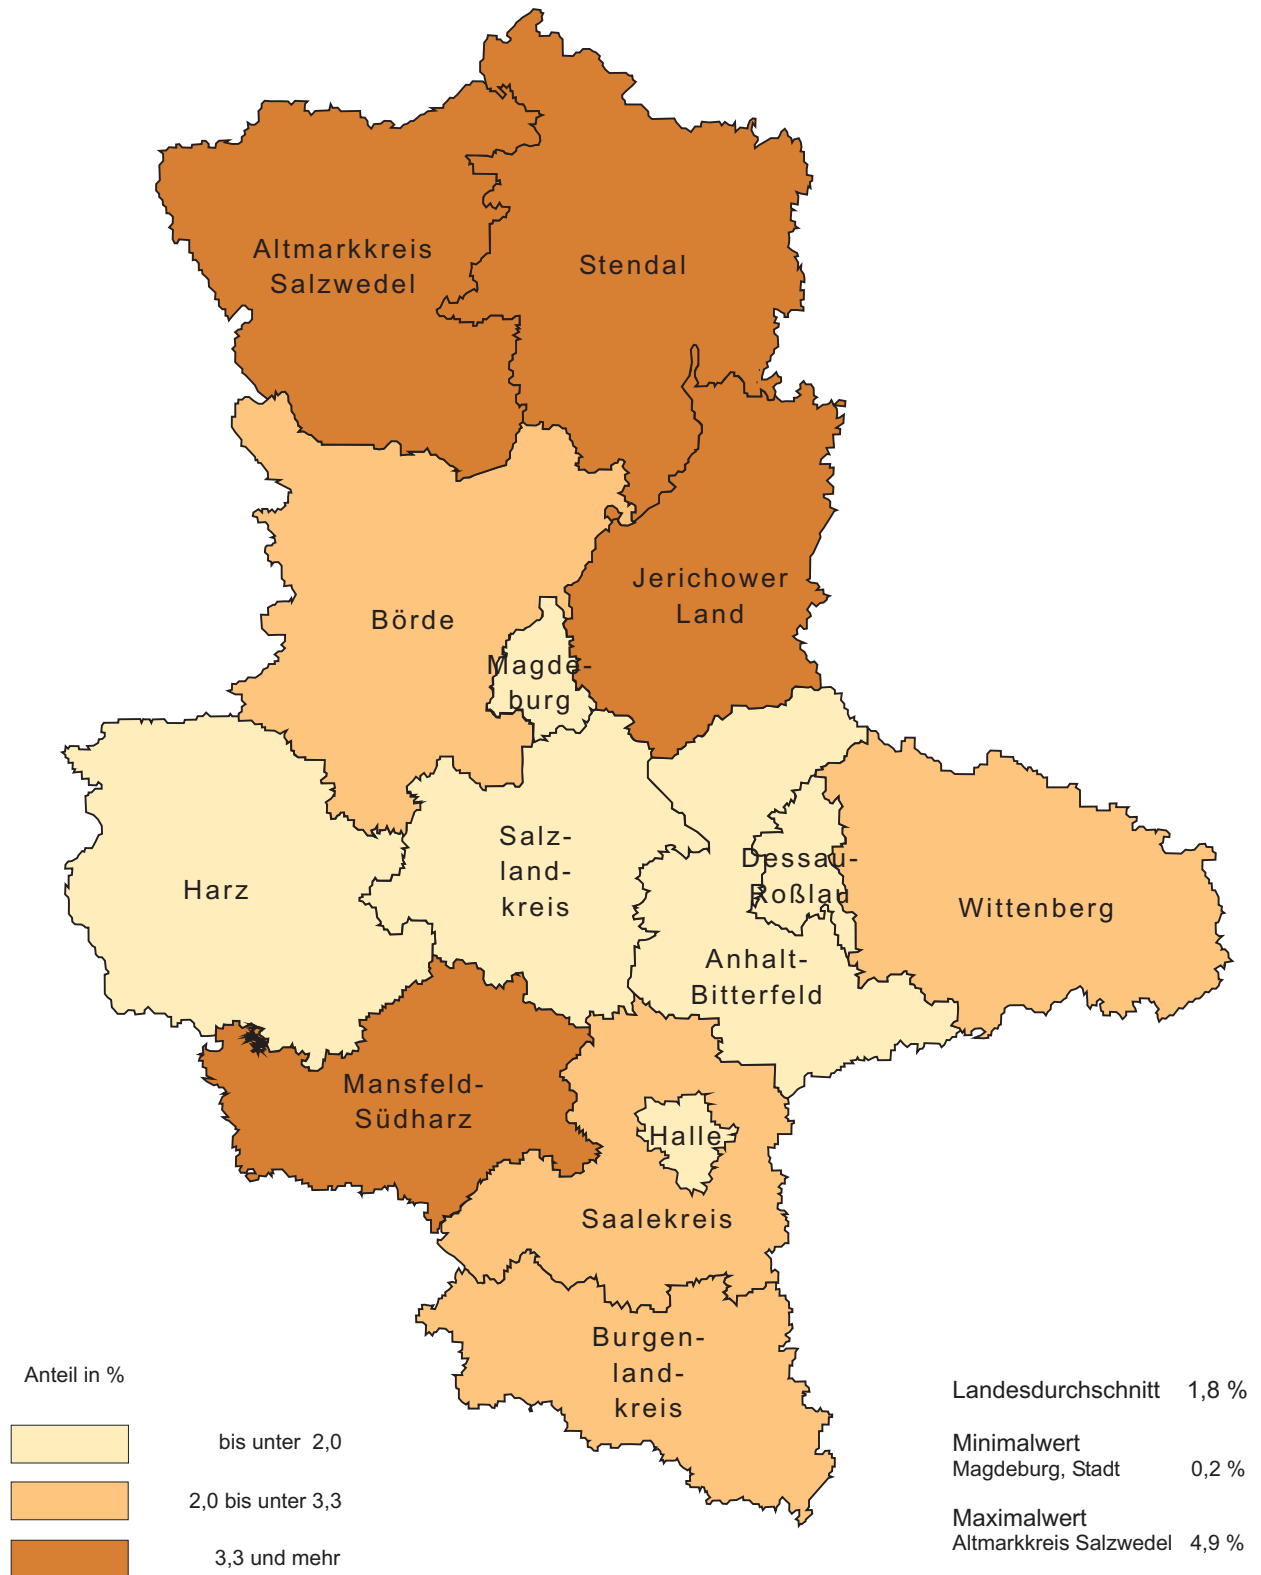 Altmarkkreis
Salzwedel
Stendal
Jerichower
Land
Börde
Magde-
burg
Salz-
land-
kreis
Harz
Dessau-
Roßlau
Wittenberg
Anhalt-
Bitterfeld
Mansfeld-
Südharz
Halle
Saalekreis
Burgen-
land-
kreis
Anteil in %
bis unter 2,0
2,0 bis unter 3,3
3,3 und mehr
Landesdurchschnitt 1,8 %
Minimalwert
Magdeburg, Stadt 0,2 %
Maximalwert
Altmarkkreis Salzwedel 4,9 %